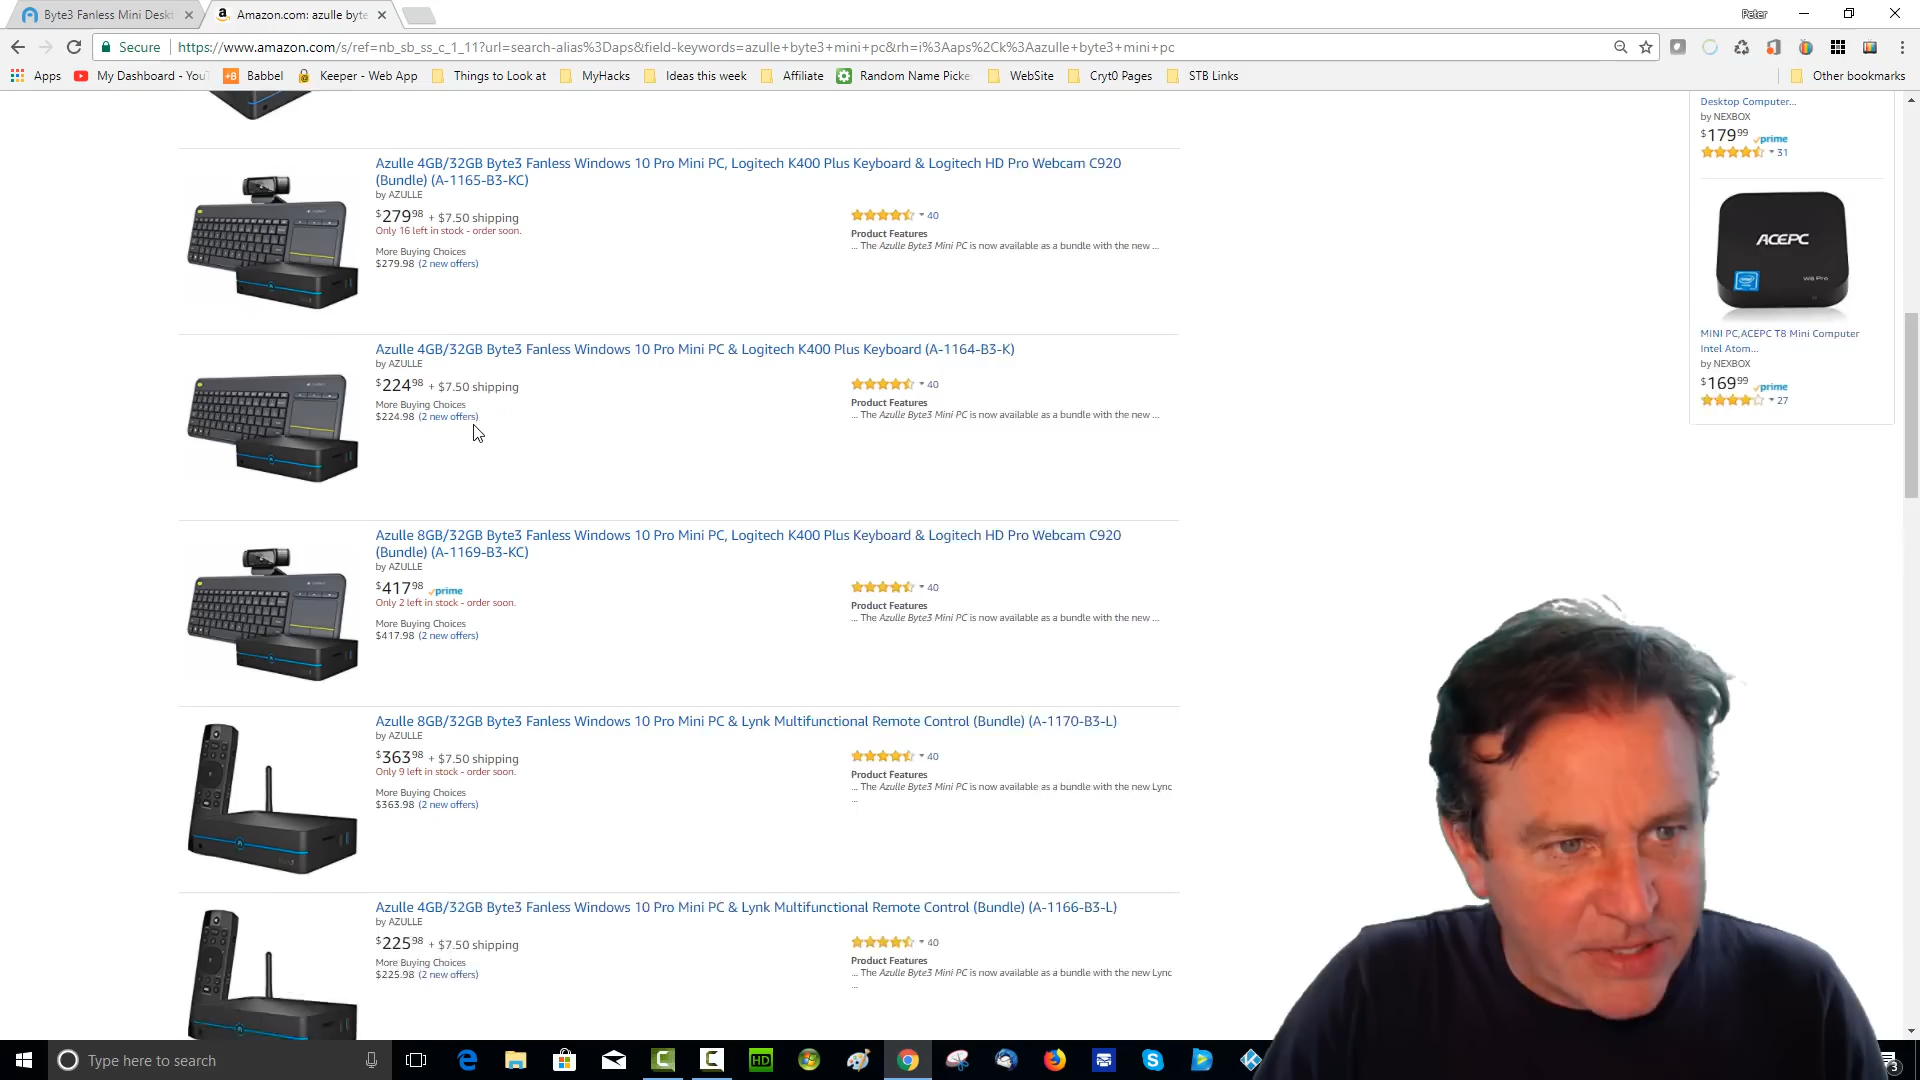 Byte3 Fanless Mini Deskt
Amazon.com: azulle byte
Peter
Secure
https://www.amazon.com/s/ref=nb_sb_ss_c_1_11?url=search-alias%3Daps&field-keywords=azulle+byte3+mini+pc&rh=i%3Aaps%2Ck%3Aazulle+byte3+mini+pc
Apps
My Dashboard - You
+B Babbel
Keeper - Web App
Things to Look at
MyHacks
Ideas this week
Affiliate
Random Name Picke
WebSite
Cryt0 Pages
STB Links
Other bookmarks
Azulle 4GB/32GB Byte3 Fanless Windows 10 Pro Mini PC, Logitech K400 Plus Keyboard & Logitech HD Pro Webcam C920
(Bundle) (A-1165-B3-KC)
by AZULLE
$279.98 + $7.50 shipping
Only 16 left in stock - order soon.
More Buying Choices
$279.98 (2 new offers)
40
Product Features
... The Azulle Byte3 Mini PC is now available as a bundle with the new ...
Azulle 4GB/32GB Byte3 Fanless Windows 10 Pro Mini PC & Logitech K400 Plus Keyboard (A-1164-B3-K)
by AZULLE
$224.98 + $7.50 shipping
More Buying Choices
$224.98 (2 new offers)
40
Product Features
... The Azulle Byte3 Mini PC is now available as a bundle with the new ...
Azulle 8GB/32GB Byte3 Fanless Windows 10 Pro Mini PC, Logitech K400 Plus Keyboard & Logitech HD Pro Webcam C920
(Bundle) (A-1169-B3-KC)
by AZULLE
$417.98 prime
Only 2 left in stock - order soon.
More Buying Choices
$417.98 (2 new offers)
40
Product Features
... The Azulle Byte3 Mini PC is now available as a bundle with the new ...
Azulle 8GB/32GB Byte3 Fanless Windows 10 Pro Mini PC & Lynk Multifunctional Remote Control (Bundle) (A-1170-B3-L)
by AZULLE
$363.98 + $7.50 shipping
Only 9 left in stock - order soon.
More Buying Choices
$363.98 (2 new offers)
40
Product Features
... The Azulle Byte3 Mini PC is now available as a bundle with the new Lync
...
Azulle 4GB/32GB Byte3 Fanless Windows 10 Pro Mini PC & Lynk Multifunctional Remote Control (Bundle) (A-1166-B3-L)
by AZULLE
$225.98 + $7.50 shipping
More Buying Choices
$225.98 (2 new offers)
40
Product Features
... The Azulle Byte3 Mini PC is now available as a bundle with the new Lync
...
Desktop Computer...
by NEXBOX
$179.99 prime
31
ACEPC
W8 Pro
MINI PC,ACEPC T8 Mini Computer
Intel Atom...
by NEXBOX
$169.99 prime
27
Type here to search
HD
3